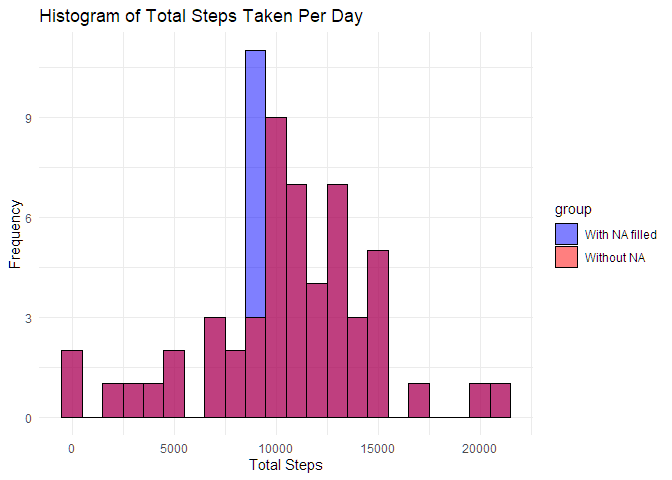 Histogram of Total Steps Taken Per Day
Frequency
9
6
3
0
0 5000 10000 15000 20000
Total Steps
group
With NA filled
Without NA